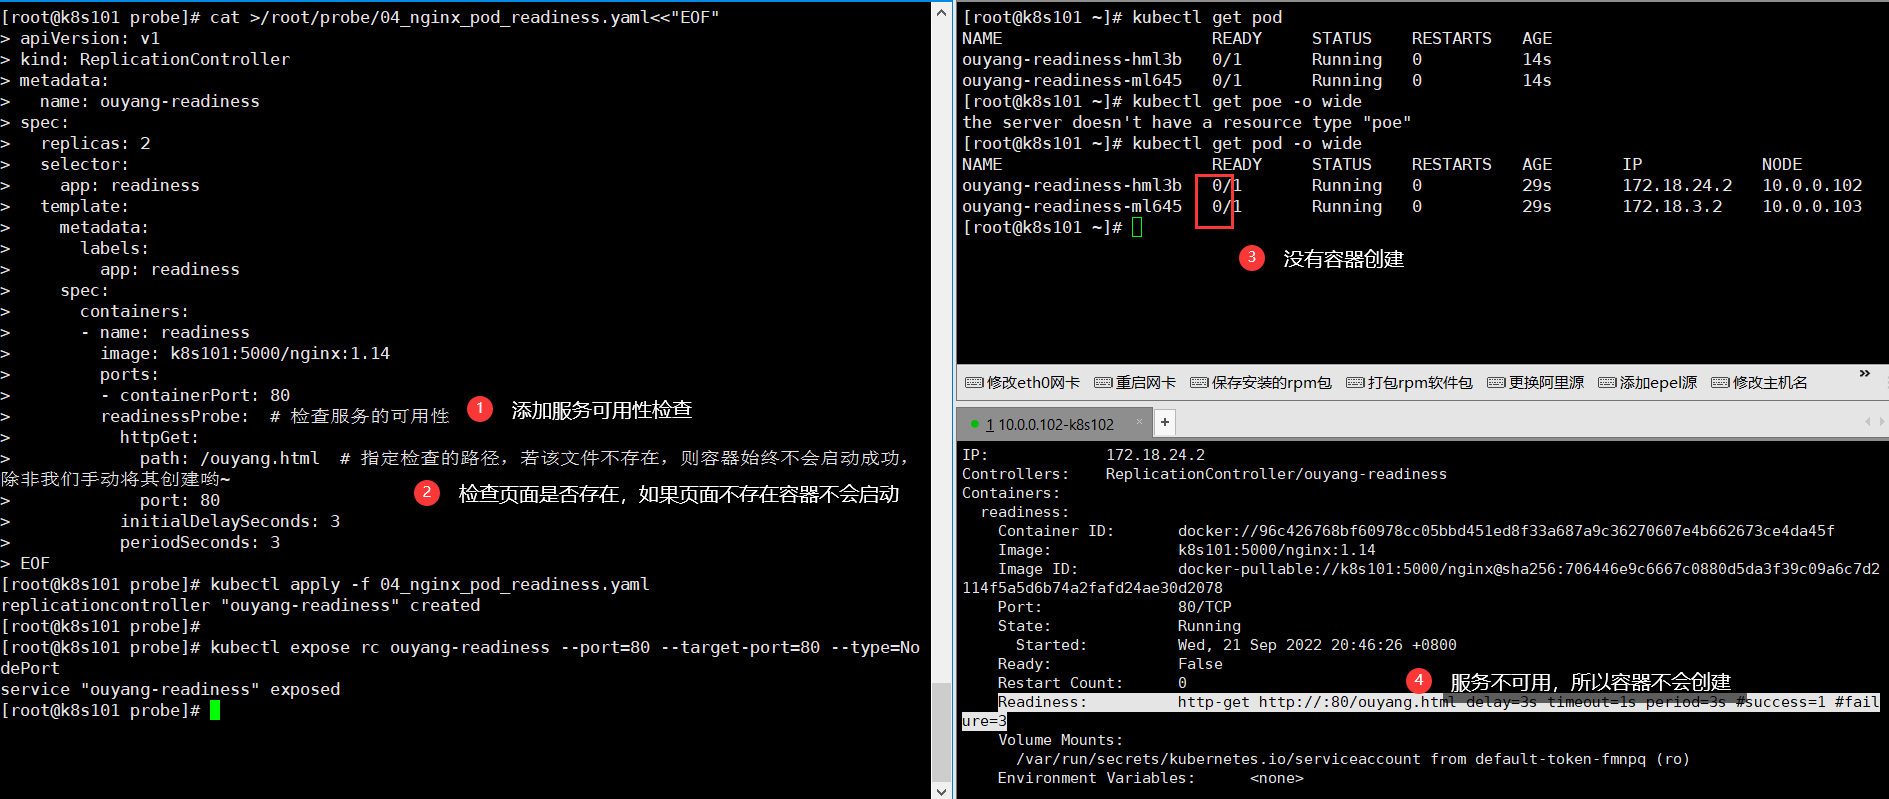 [root@k8s101 probe]# cat >/root/probe/04_nginx_pod_readiness.yaml<<"EOF"
> apiVersion: v1
> kind: ReplicationController
> metadata:
>   name: ouyang-readiness
> spec:
>   replicas: 2
>   selector:
>     app: readiness
>   template:
>     metadata:
>       labels:
>         app: readiness
>     spec:
>       containers:
>       - name: readiness
>         image: k8s101:5000/nginx:1.14
>         ports:
>         - containerPort: 80
>         readinessProbe:  # 检查服务的可用性
1 添加服务可用性检查
>           httpGet:
>             path: /ouyang.html  # 指定检查的路径，若该文件不存在，则容器始终不会启动成功，
除非我们手动将其创建哟~
>             port: 80
2 检查页面是否存在，如果页面不存在容器不会启动
>           initialDelaySeconds: 3
>           periodSeconds: 3
> EOF
[root@k8s101 probe]# kubectl apply -f 04_nginx_pod_readiness.yaml
replicationcontroller "ouyang-readiness" created
[root@k8s101 probe]#
[root@k8s101 probe]# kubectl expose rc ouyang-readiness --port=80 --target-port=80 --type=No
dePort
service "ouyang-readiness" exposed
[root@k8s101 probe]#
[root@k8s101 ~]# kubectl get pod
NAME                     READY     STATUS    RESTARTS   AGE
ouyang-readiness-hml3b   0/1       Running   0          14s
ouyang-readiness-ml645   0/1       Running   0          14s
[root@k8s101 ~]# kubectl get poe -o wide
the server doesn't have a resource type "poe"
[root@k8s101 ~]# kubectl get pod -o wide
NAME                     READY     STATUS    RESTARTS   AGE       IP            NODE
ouyang-readiness-hml3b   0/1       Running   0          29s       172.18.24.2   10.0.0.102
ouyang-readiness-ml645   0/1       Running   0          29s       172.18.3.2    10.0.0.103
[root@k8s101 ~]#
3 没有容器创建
修改eth0网卡 重启网卡 保存安装的rpm包 打包rpm软件包 更换阿里源 添加epel源 修改主机名 »
1 10.0.0.102-k8s102 × +
IP:             172.18.24.2
Controllers:    ReplicationController/ouyang-readiness
Containers:
  readiness:
    Container ID:       docker://96c426768bf60978cc05bbd451ed8f33a687a9c36270607e4b662673ce4da45f
    Image:              k8s101:5000/nginx:1.14
    Image ID:           docker-pullable://k8s101:5000/nginx@sha256:706446e9c6667c0880d5da3f39c09a6c7d2
114f5a5d6b74a2fafd24ae30d2078
    Port:               80/TCP
    State:              Running
      Started:          Wed, 21 Sep 2022 20:46:26 +0800
    Ready:              False
    Restart Count:      0
4 服务不可用，所以容器不会创建
    Readiness:          http-get http://:80/ouyang.html delay=3s timeout=1s period=3s #success=1 #fail
ure=3
    Volume Mounts:
      /var/run/secrets/kubernetes.io/serviceaccount from default-token-fmnpq (ro)
    Environment Variables:      <none>